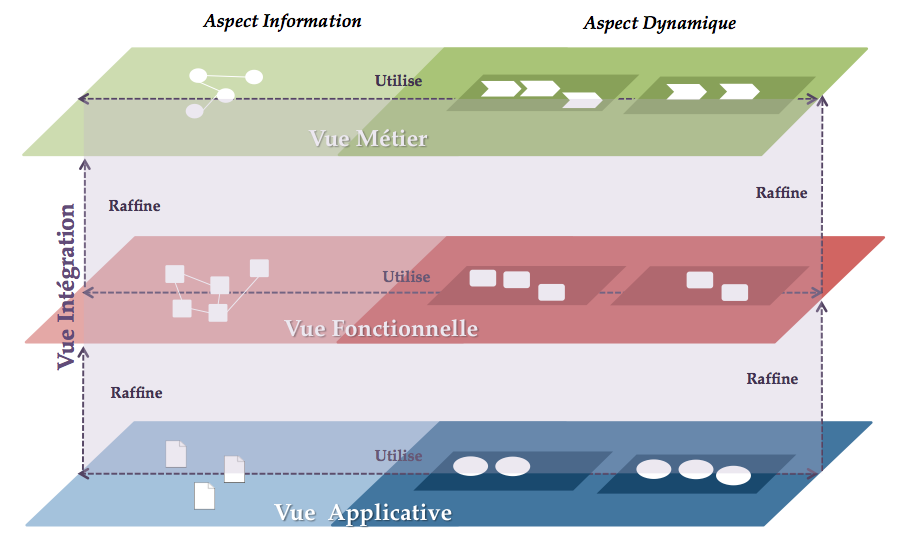 Aspect Information
Aspect Dynamique
Utilise
Vue Métier
Raffine
Raffine
Vue Intégration
Utilise
Vue Fonctionnelle
Raffine
Raffine
Utilise
Vue Applicative